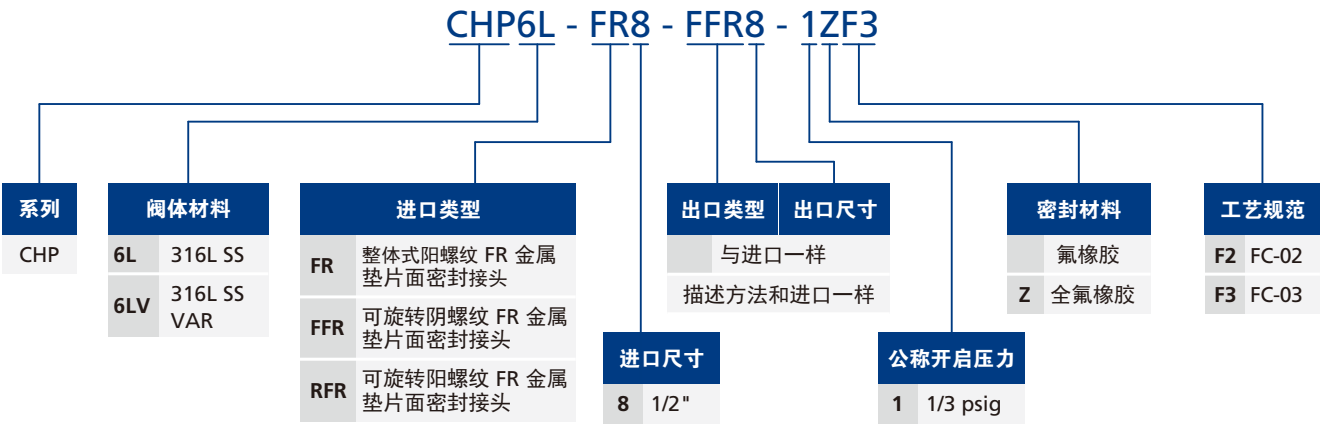 CHP6L - FR8 - FFR8 - 1ZF3
系列
CHP
阀体材料
6L 316L SS
6LV 316L SS
VAR
进口类型
FR 整体式阳螺纹 FR 金属
垫片面密封接头
FFR 可旋转阴螺纹 FR 金属
垫片面密封接头
RFR 可旋转阳螺纹 FR 金属
垫片面密封接头
进口尺寸
8 1/2"
出口类型 出口尺寸
与进口一样
描述方法和进口一样
公称开启压力
1 1/3 psig
密封材料
氟橡胶
Z 全氟橡胶
工艺规范
F2 FC-02
F3 FC-03